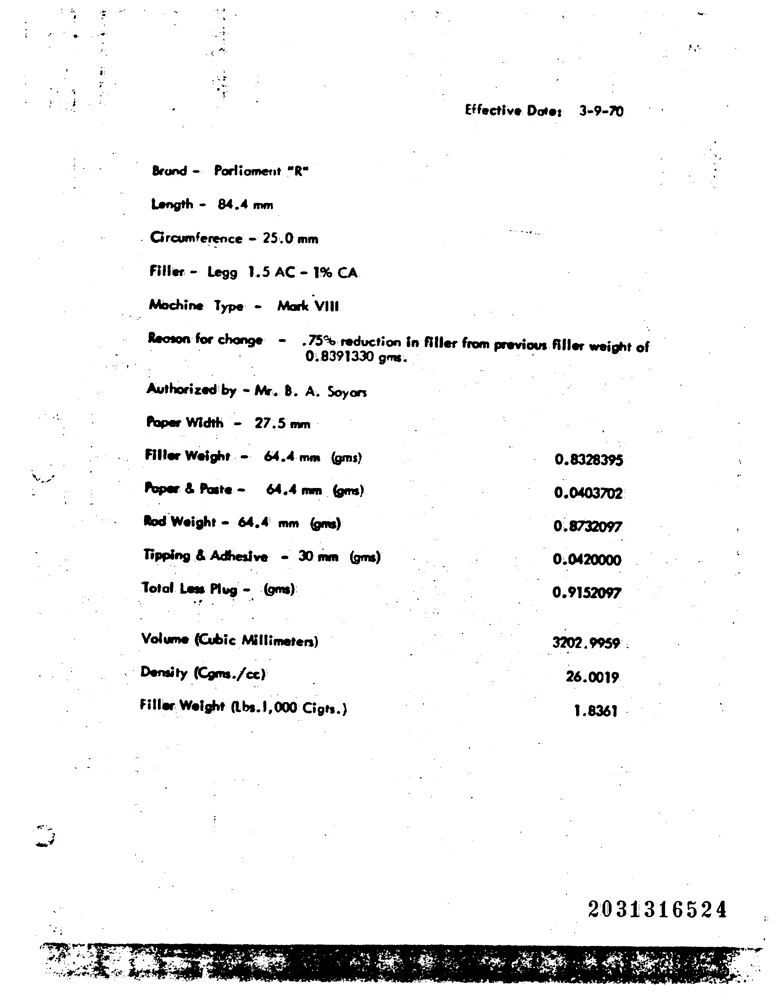 Effective Date: 3-9-70
Brand - Parliament "R"
Length - 84.4 mm
Circumference - 25.0 mm
Filler - Legg 1.5 AC - 1% CA
Machine Type - Mark VIII
Reason for change - .75% reduction in filler from previous filler weight of
0.8391330 gms.
Authorized by - Mr. B. A. Soyars
Paper Width - 27.5 mm
Filler Weight - 64.4 mm (gms) 0.8328395
Paper & Paste - 64.4 mm (gms) 0.0403702
Rod Weight - 64.4 mm (gms) 0.8732097
Tipping & Adhesive - 30 mm (gms) 0.0420000
Total Less Plug - (gms) 0.9152097
Volume (Cubic Millimeters) 3202.9959
Density (Cgms./cc) 26.0019
Filler Weight (Lbs.1,000 Cigts.) 1.8361
2031316524